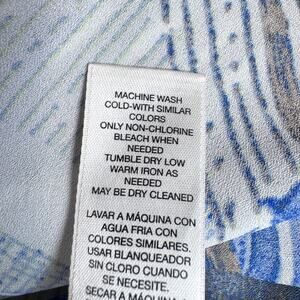 MACHINE WASH
COLD-WITH SIMILAR
COLORS
ONLY NON-CHLORINE
BLEACH WHEN
NEEDED
TUMBLE DRY LOW
WARM IRON AS
NEEDED
MAY BE DRY CLEANED
LAVAR A MÁQUINA CON
AGUA FRIA CON
COLORES SIMILARES.
USAR BLANQUEADOR
SIN CLORO CUANDO
SE NECESITE.
SECAR A MÁQUINA A